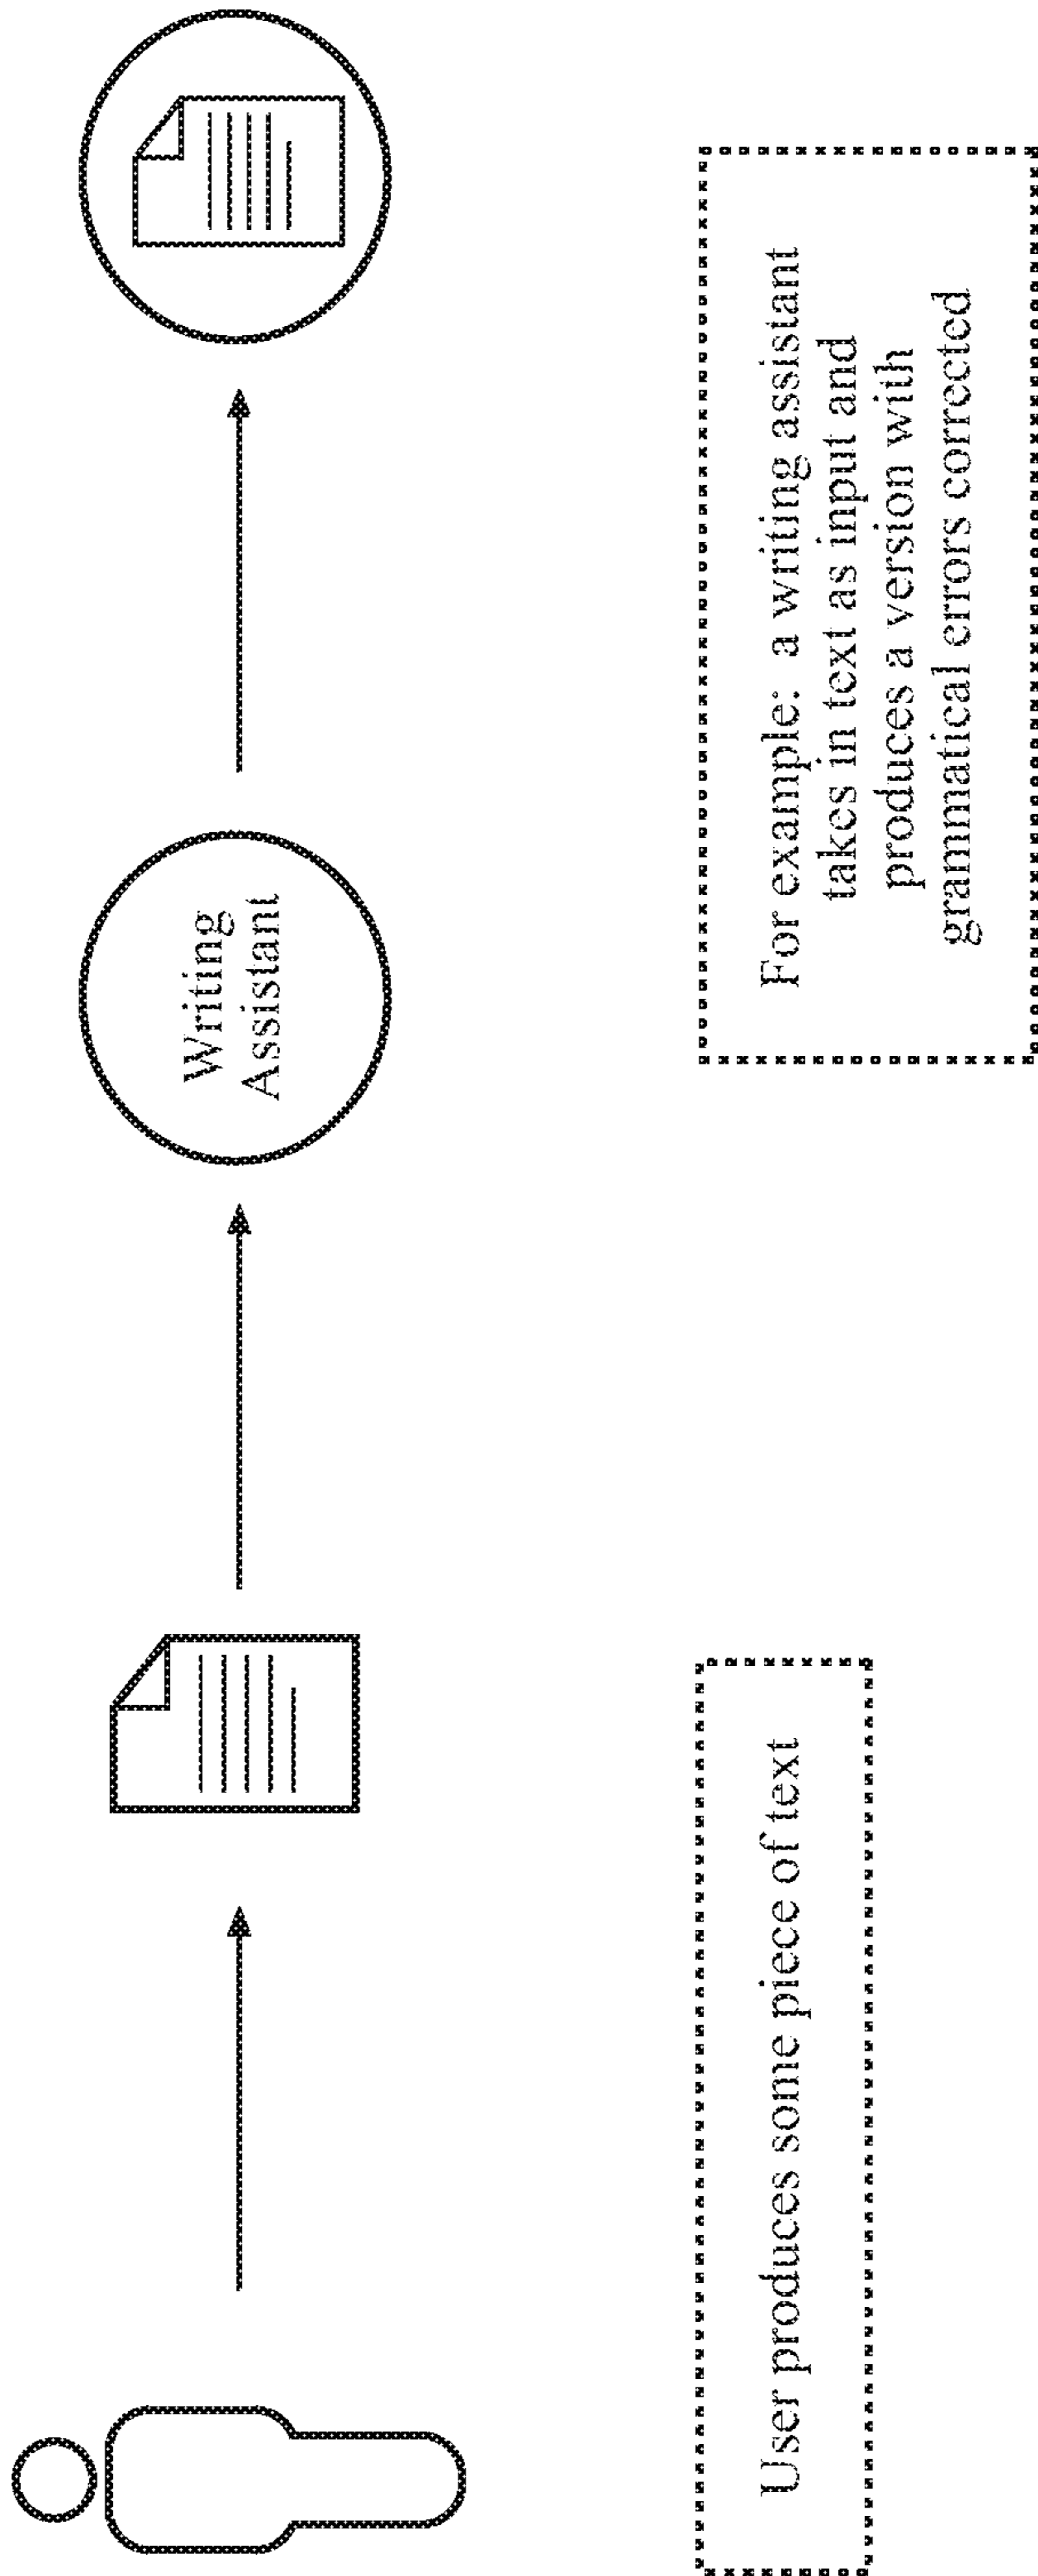 Writing
Assistant
User produces some piece of text
For example: a writing assistant
takes in text as input and
produces a version with
grammatical errors corrected